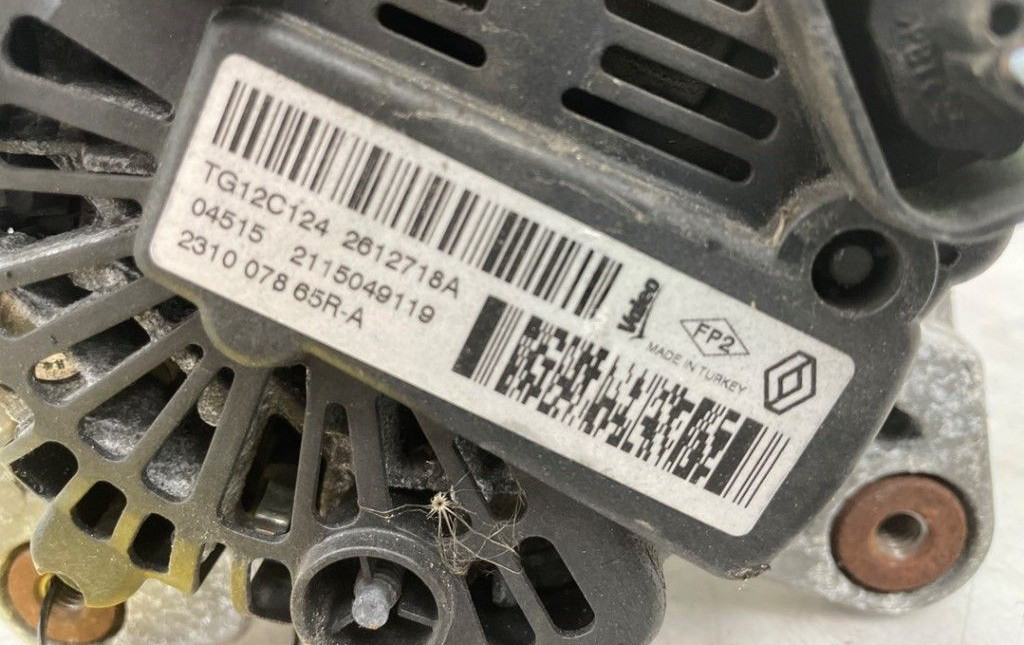 TG12C124 2612718A
04515 2115049119
2310 078 65R-A
Valeo
FP2
MADE IN TURKEY